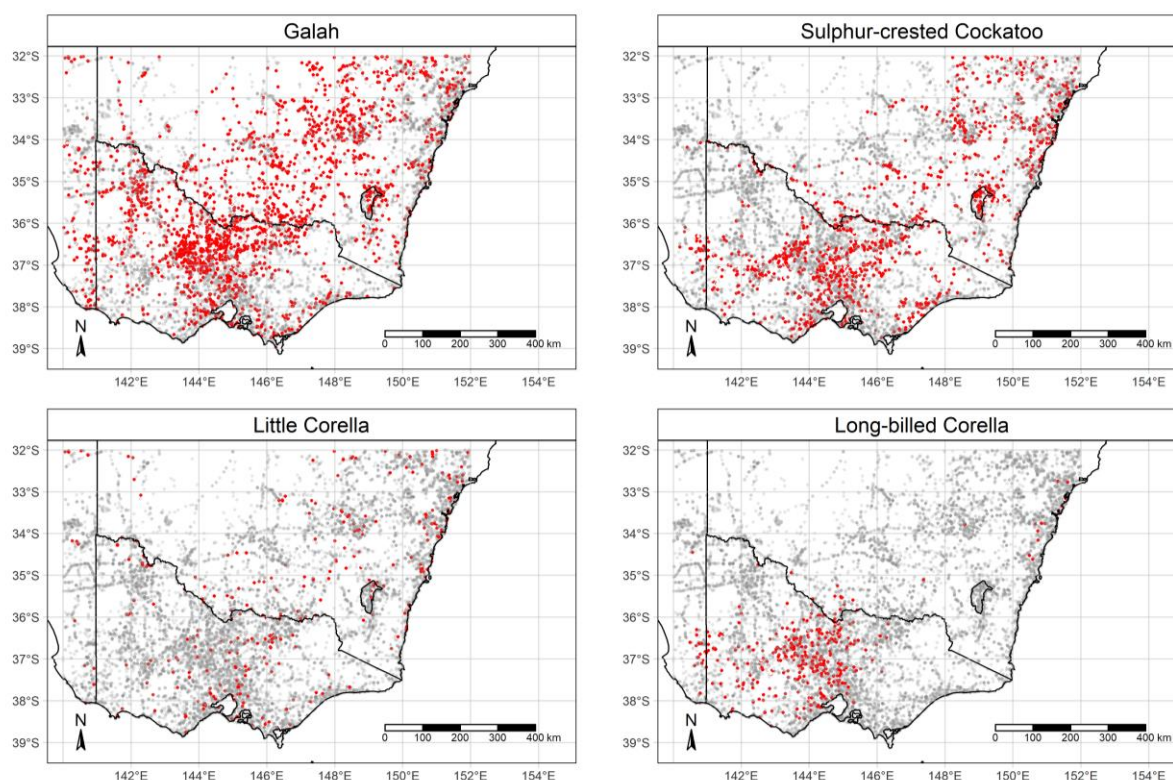 Galah
Sulphur-crested Cockatoo
32°S
33°S
34°S
35°S
36°S
37°S
38°S
39°S
N
0 100 200 300 400 km
142°E 144°E 146°E 148°E 150°E 152°E 154°E
32°S
33°S
34°S
35°S
36°S
37°S
38°S
39°S
N
0 100 200 300 400 km
142°E 144°E 146°E 148°E 150°E 152°E 154°E
Little Corella
Long-billed Corella
32°S
33°S
34°S
35°S
36°S
37°S
38°S
39°S
N
0 100 200 300 400 km
142°E 144°E 146°E 148°E 150°E 152°E 154°E
32°S
33°S
34°S
35°S
36°S
37°S
38°S
39°S
N
0 100 200 300 400 km
142°E 144°E 146°E 148°E 150°E 152°E 154°E